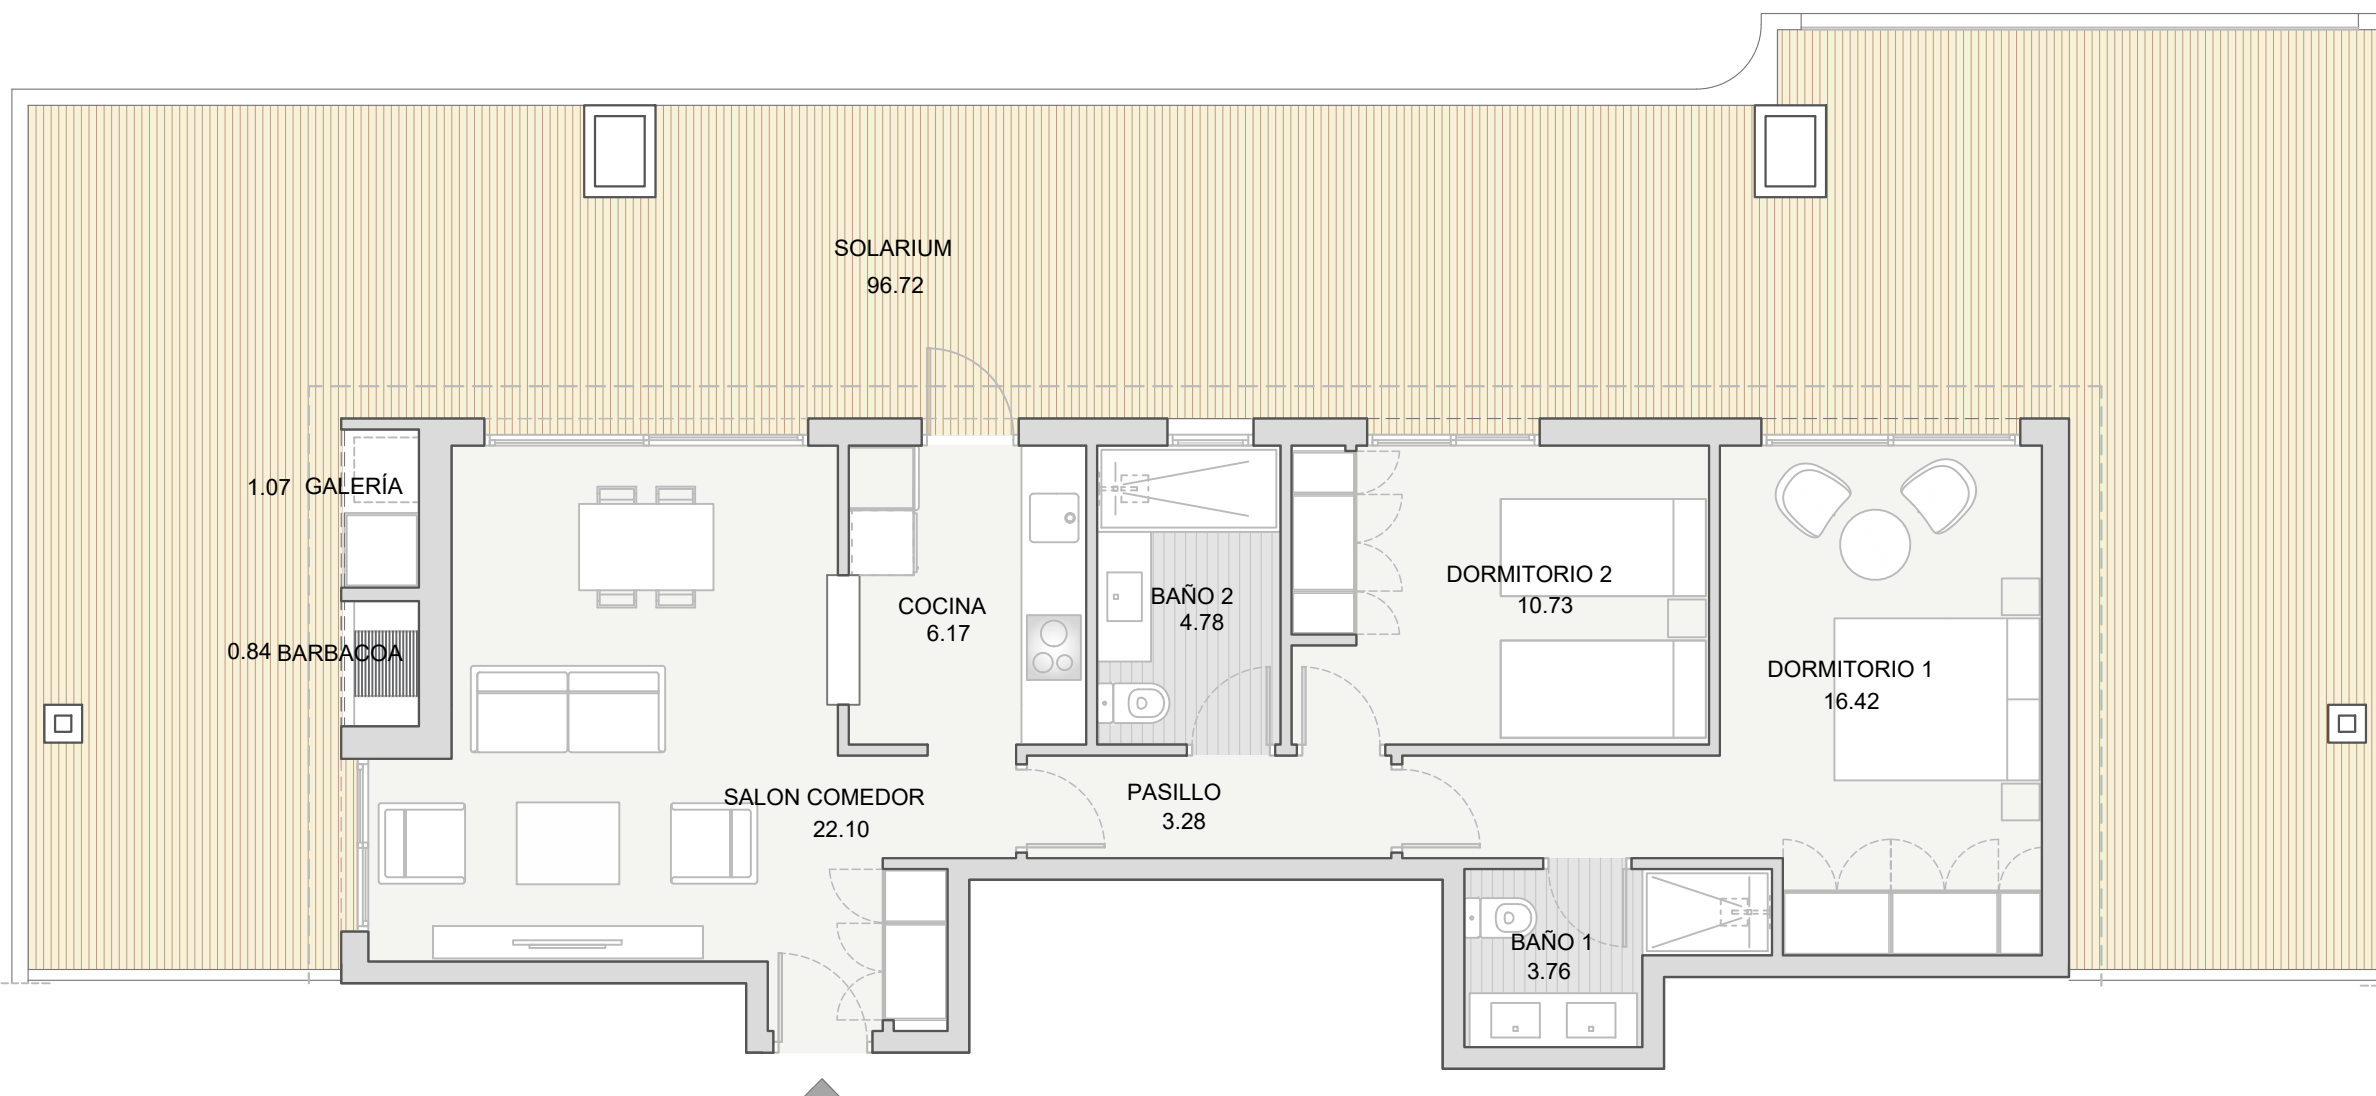 SOLARIUM
96.72
1.07 GALERÍA
0.84 BARBACOA
COCINA
6.17
BAÑO 2
4.78
DORMITORIO 2
10.73
DORMITORIO 1
16.42
SALON COMEDOR
22.10
PASILLO
3.28
BAÑO 1
3.76